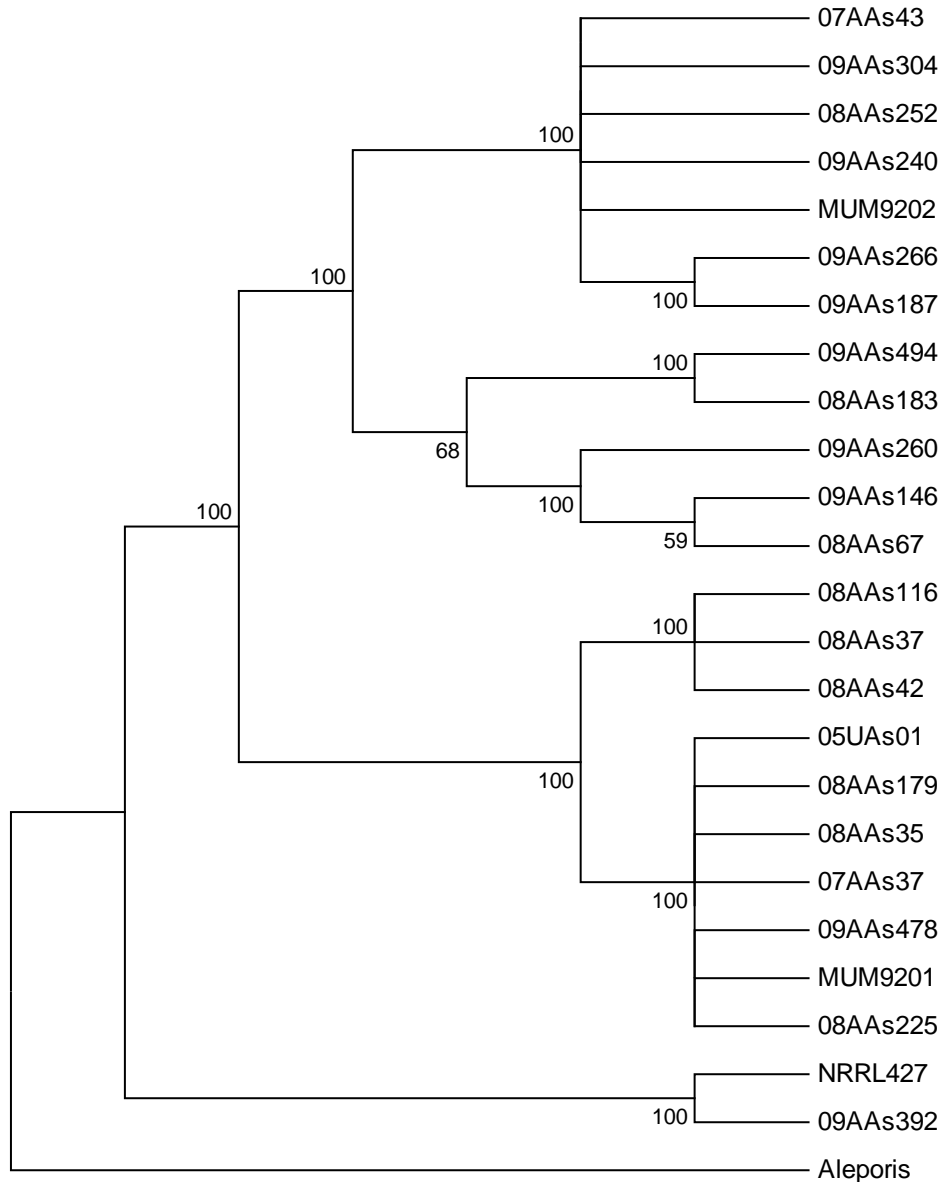 07AAs43
09AAs304
08AAs252
100
09AAs240
MUM9202
09AAs266
100
100
09AAs187
09AAs494
100
08AAs183
68
09AAs260
100
09AAs146
100
59
08AAs67
08AAs116
100
08AAs37
08AAs42
05UAs01
100
08AAs179
08AAs35
07AAs37
100
09AAs478
MUM9201
08AAs225
NRRL427
100
09AAs392
Aleporis